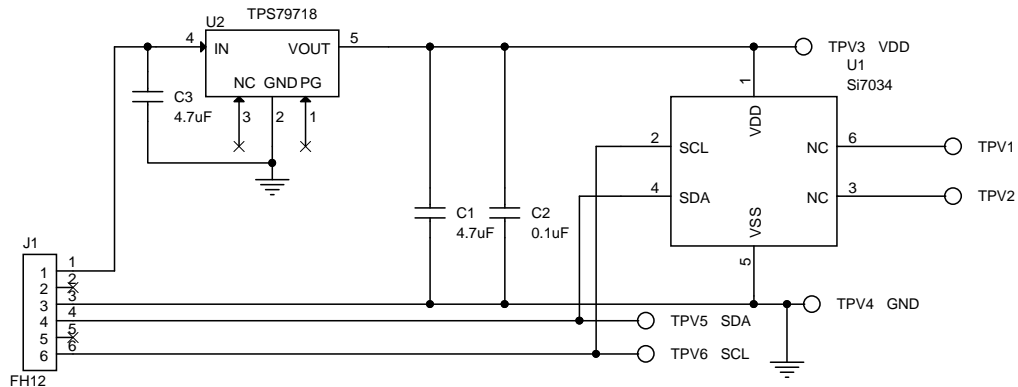 TPS79718
U2
4
IN
VOUT
5
TPV3 VDD
U1
Si7034
NC GND PG
C3
4.7uF
3
2
1
1
VDD
2
SCL
NC
6
TPV1
4
SDA
NC
3
TPV2
C1
4.7uF
C2
0.1uF
VSS
5
J1
1
1
2
2
3
3
TPV4 GND
4
4
TPV5 SDA
5
5
6
6
TPV6 SCL
FH12